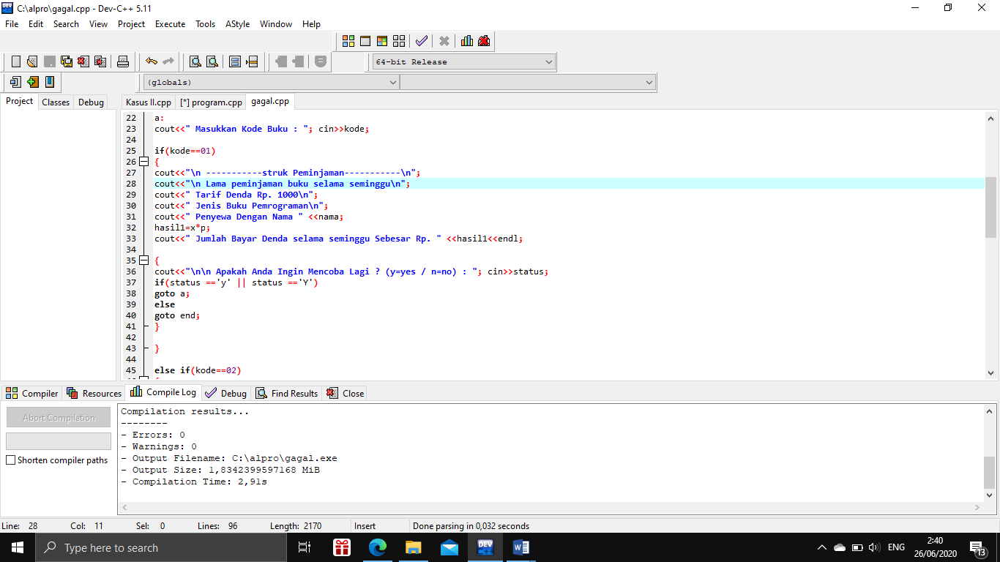 C:\alpro\gagal.cpp - Dev-C++ 5.11
File Edit Search View Project Execute Tools AStyle Window Help
64-bit Release
(globals)
Project Classes Debug
Kasus II.cpp [*] program.cpp gagal.cpp
22 a:
23 cout<<" Masukkan Kode Buku : "; cin>>kode;
24
25 if(kode==01)
26 {
27 cout<<"\n -----------struk Peminjaman-----------\n";
28 cout<<"\n Lama peminjaman buku selama seminggu\n";
29 cout<<" Tarif Denda Rp. 1000\n";
30 cout<<" Jenis Buku Pemrograman\n";
31 cout<<" Penyewa Dengan Nama " <<nama;
32 hasil1=x*p;
33 cout<<" Jumlah Bayar Denda selama seminggu Sebesar Rp. " <<hasil1<<endl;
34
35 {
36 cout<<"\n\n Apakah Anda Ingin Mencoba Lagi ? (y=yes / n=no) : "; cin>>status;
37 if(status =='y' || status =='Y')
38 goto a;
39 else
40 goto end;
41 }
42
43 }
44
45 else if(kode==02)
Compiler Resources Compile Log Debug Find Results Close
Abort Compilation
Shorten compiler paths
Compilation results...
--------
- Errors: 0
- Warnings: 0
- Output Filename: C:\alpro\gagal.exe
- Output Size: 1,8342399597168 MiB
- Compilation Time: 2,91s
Line: 28 Col: 11 Sel: 0 Lines: 96 Length: 2170 Insert Done parsing in 0,032 seconds
Type here to search
DEV
W
ENG
2:40
26/06/2020
13